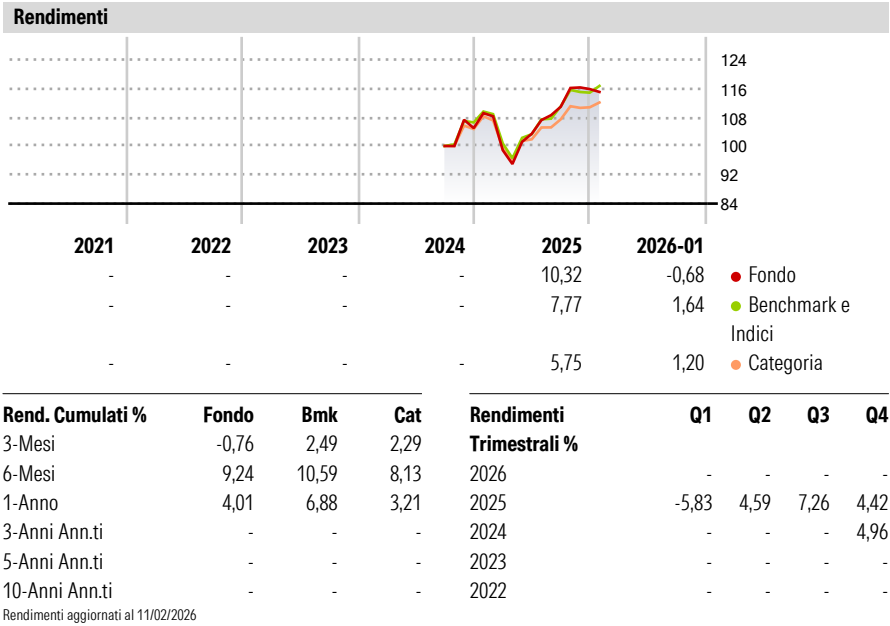 Rendimenti
124
116
108
100
92
84
2021 2022 2023 2024 2025 2026-01
- - - - 10,32 -0,68 Fondo
- - - - 7,77 1,64 Benchmark e
Indici
- - - - 5,75 1,20 Categoria
Rend. Cumulati % Fondo Bmk Cat
3-Mesi -0,76 2,49 2,29
6-Mesi 9,24 10,59 8,13
1-Anno 4,01 6,88 3,21
3-Anni Ann.ti - - -
5-Anni Ann.ti - - -
10-Anni Ann.ti - - -
Rendimenti Q1 Q2 Q3 Q4
Trimestrali %
2026 - - - -
2025 -5,83 4,59 7,26 4,42
2024 - - - 4,96
2023 - - - -
2022 - - - -
Rendimenti aggiornati al 11/02/2026